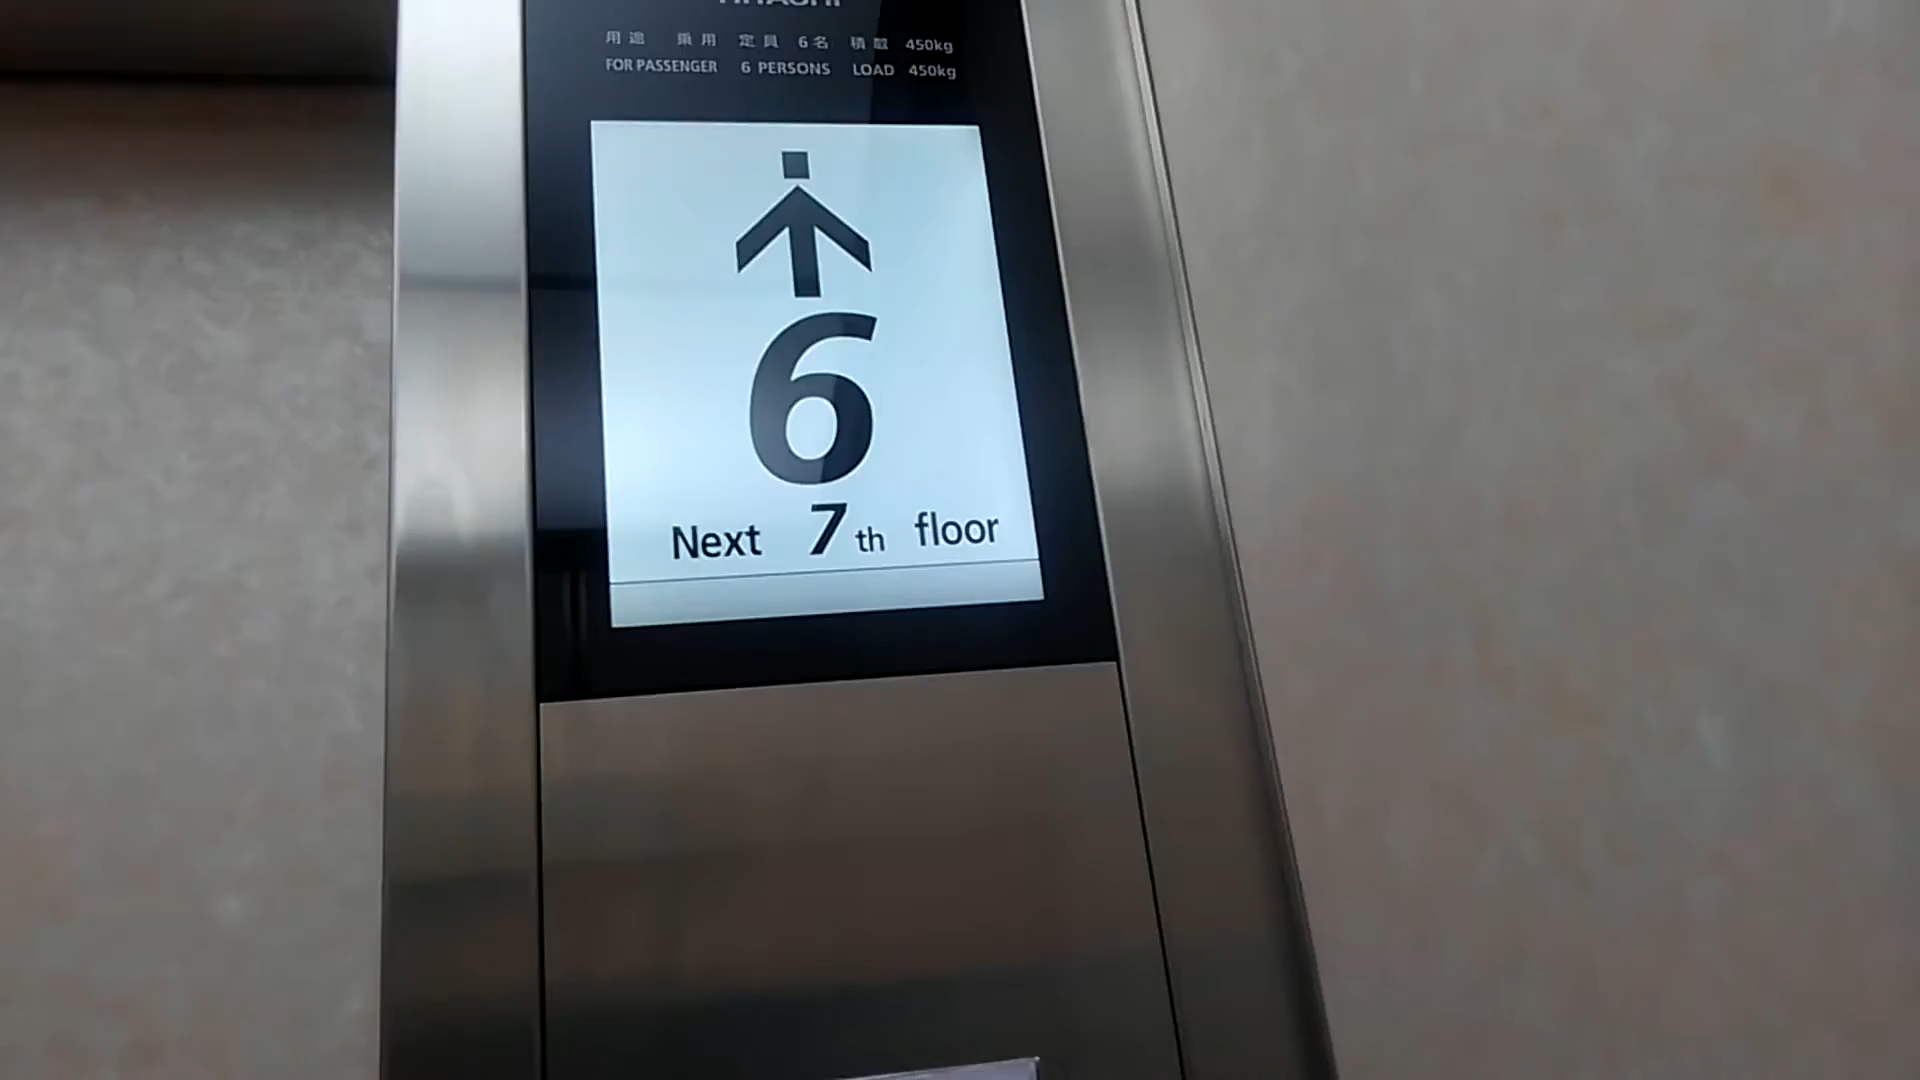 HITACHI
用途 乗用 定員 6名 積載 450kg
FOR PASSENGER 6 PERSONS LOAD 450kg
6
Next 7th floor